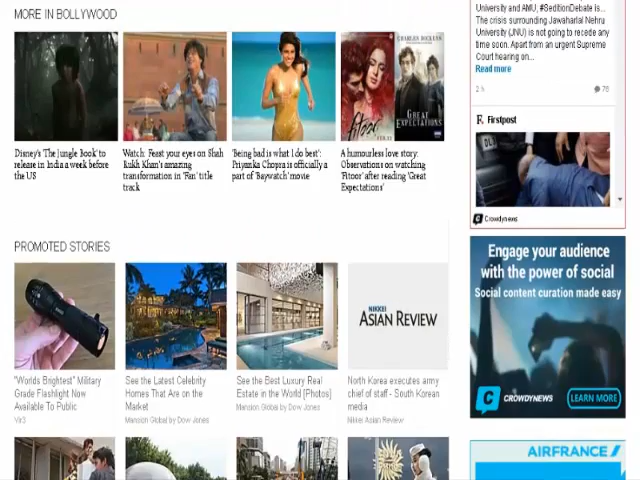 MORE IN BOLLYWOOD
Disney's 'The Jungle Book' to
release in India a week before
the US
Watch: Feast your eyes on Shah
Rukh Khan's amazing
transformation in 'Fan' title
track
'Being bad is what I do best':
Priyanka Chopra is officially a
part of 'Baywatch' movie
CHARLES DICKENS
fitoor
GREAT
EXPECTATIONS
A humourless love story:
Observations on watching
'Fitoor' after reading 'Great
Expectations'
PROMOTED STORIES
"Worlds Brightest" Military
Grade Flashlight Now
Available To Public
See the Latest Celebrity
Homes That Are on the
Market
Mansion Global by Dow Jones
See the Best Luxury Real
Estate in the World [Photos]
Mansion Global by Dow Jones
NIKKEI
ASIAN REVIEW
North Korea executes army
chief of staff - South Korean
media
Nikkei Asian Review
University and AMU, #SeditionDebate is...
The crisis surrounding Jawaharlal Nehru
University (JNU) is not going to recede any
time soon. Apart from an urgent Supreme
Court hearing on...
Read more
2 h
76
F. Firstpost
Crowdynews
Engage your audience
with the power of social
Social content curation made easy
CROWDYNEWS
LEARN MORE
AIRFRANCE